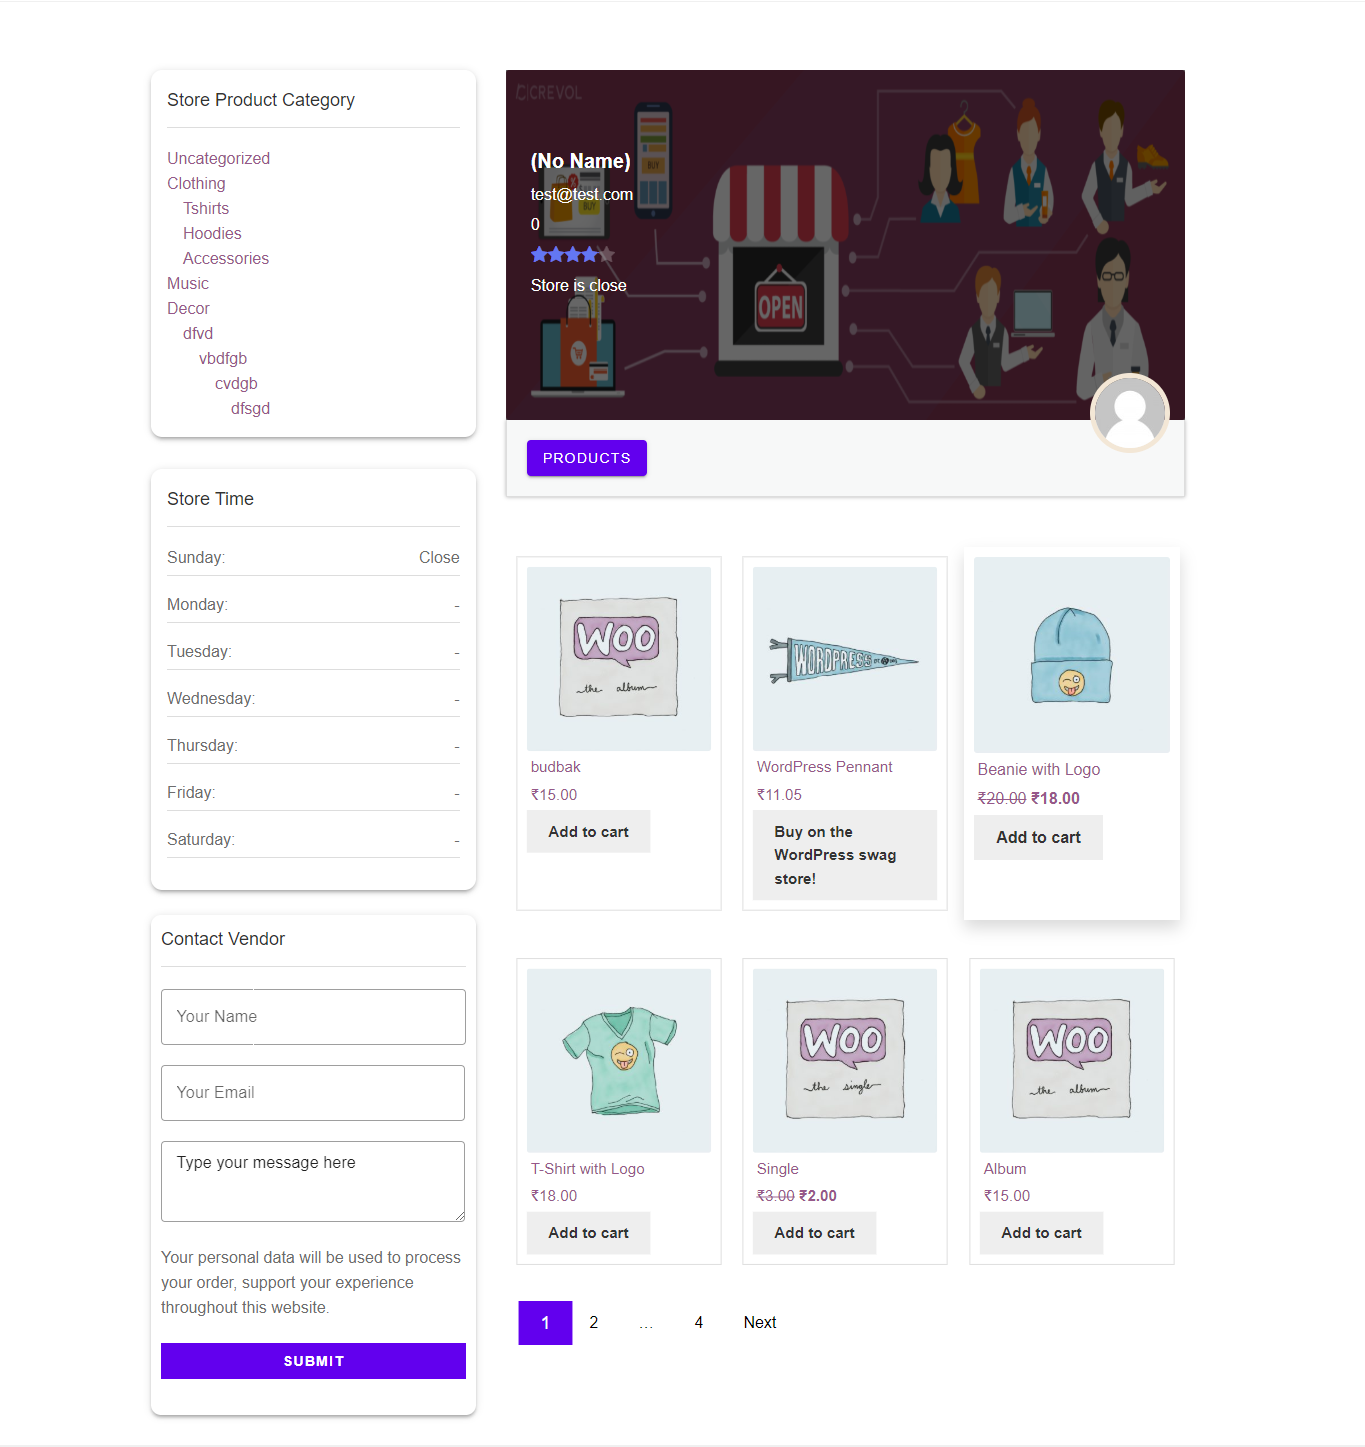 Store Product Category
Uncategorized
Clothing
Tshirts
Hoodies
Accessories
Music
Decor
dfvd
vbdfgb
cvdgb
dfsgd
Store Time
Sunday: Close
Monday: -
Tuesday: -
Wednesday: -
Thursday: -
Friday: -
Saturday: -
Contact Vendor
Your Name
Your Email
Type your message here
Your personal data will be used to process
your order, support your experience
throughout this website.
SUBMIT
CREVOL
BUY
BUY
(No Name)
test@test.com
0
Store is close
OPEN
PRODUCTS
WOO
the album
budbak
₹15.00
Add to cart
WORDPRESS
WordPress Pennant
₹11.05
Buy on the
WordPress swag
store!
Beanie with Logo
₹20.00 ₹18.00
Add to cart
T-Shirt with Logo
₹18.00
Add to cart
WOO
the single
Single
₹3.00 ₹2.00
Add to cart
WOO
the album
Album
₹15.00
Add to cart
1 2 ... 4 Next